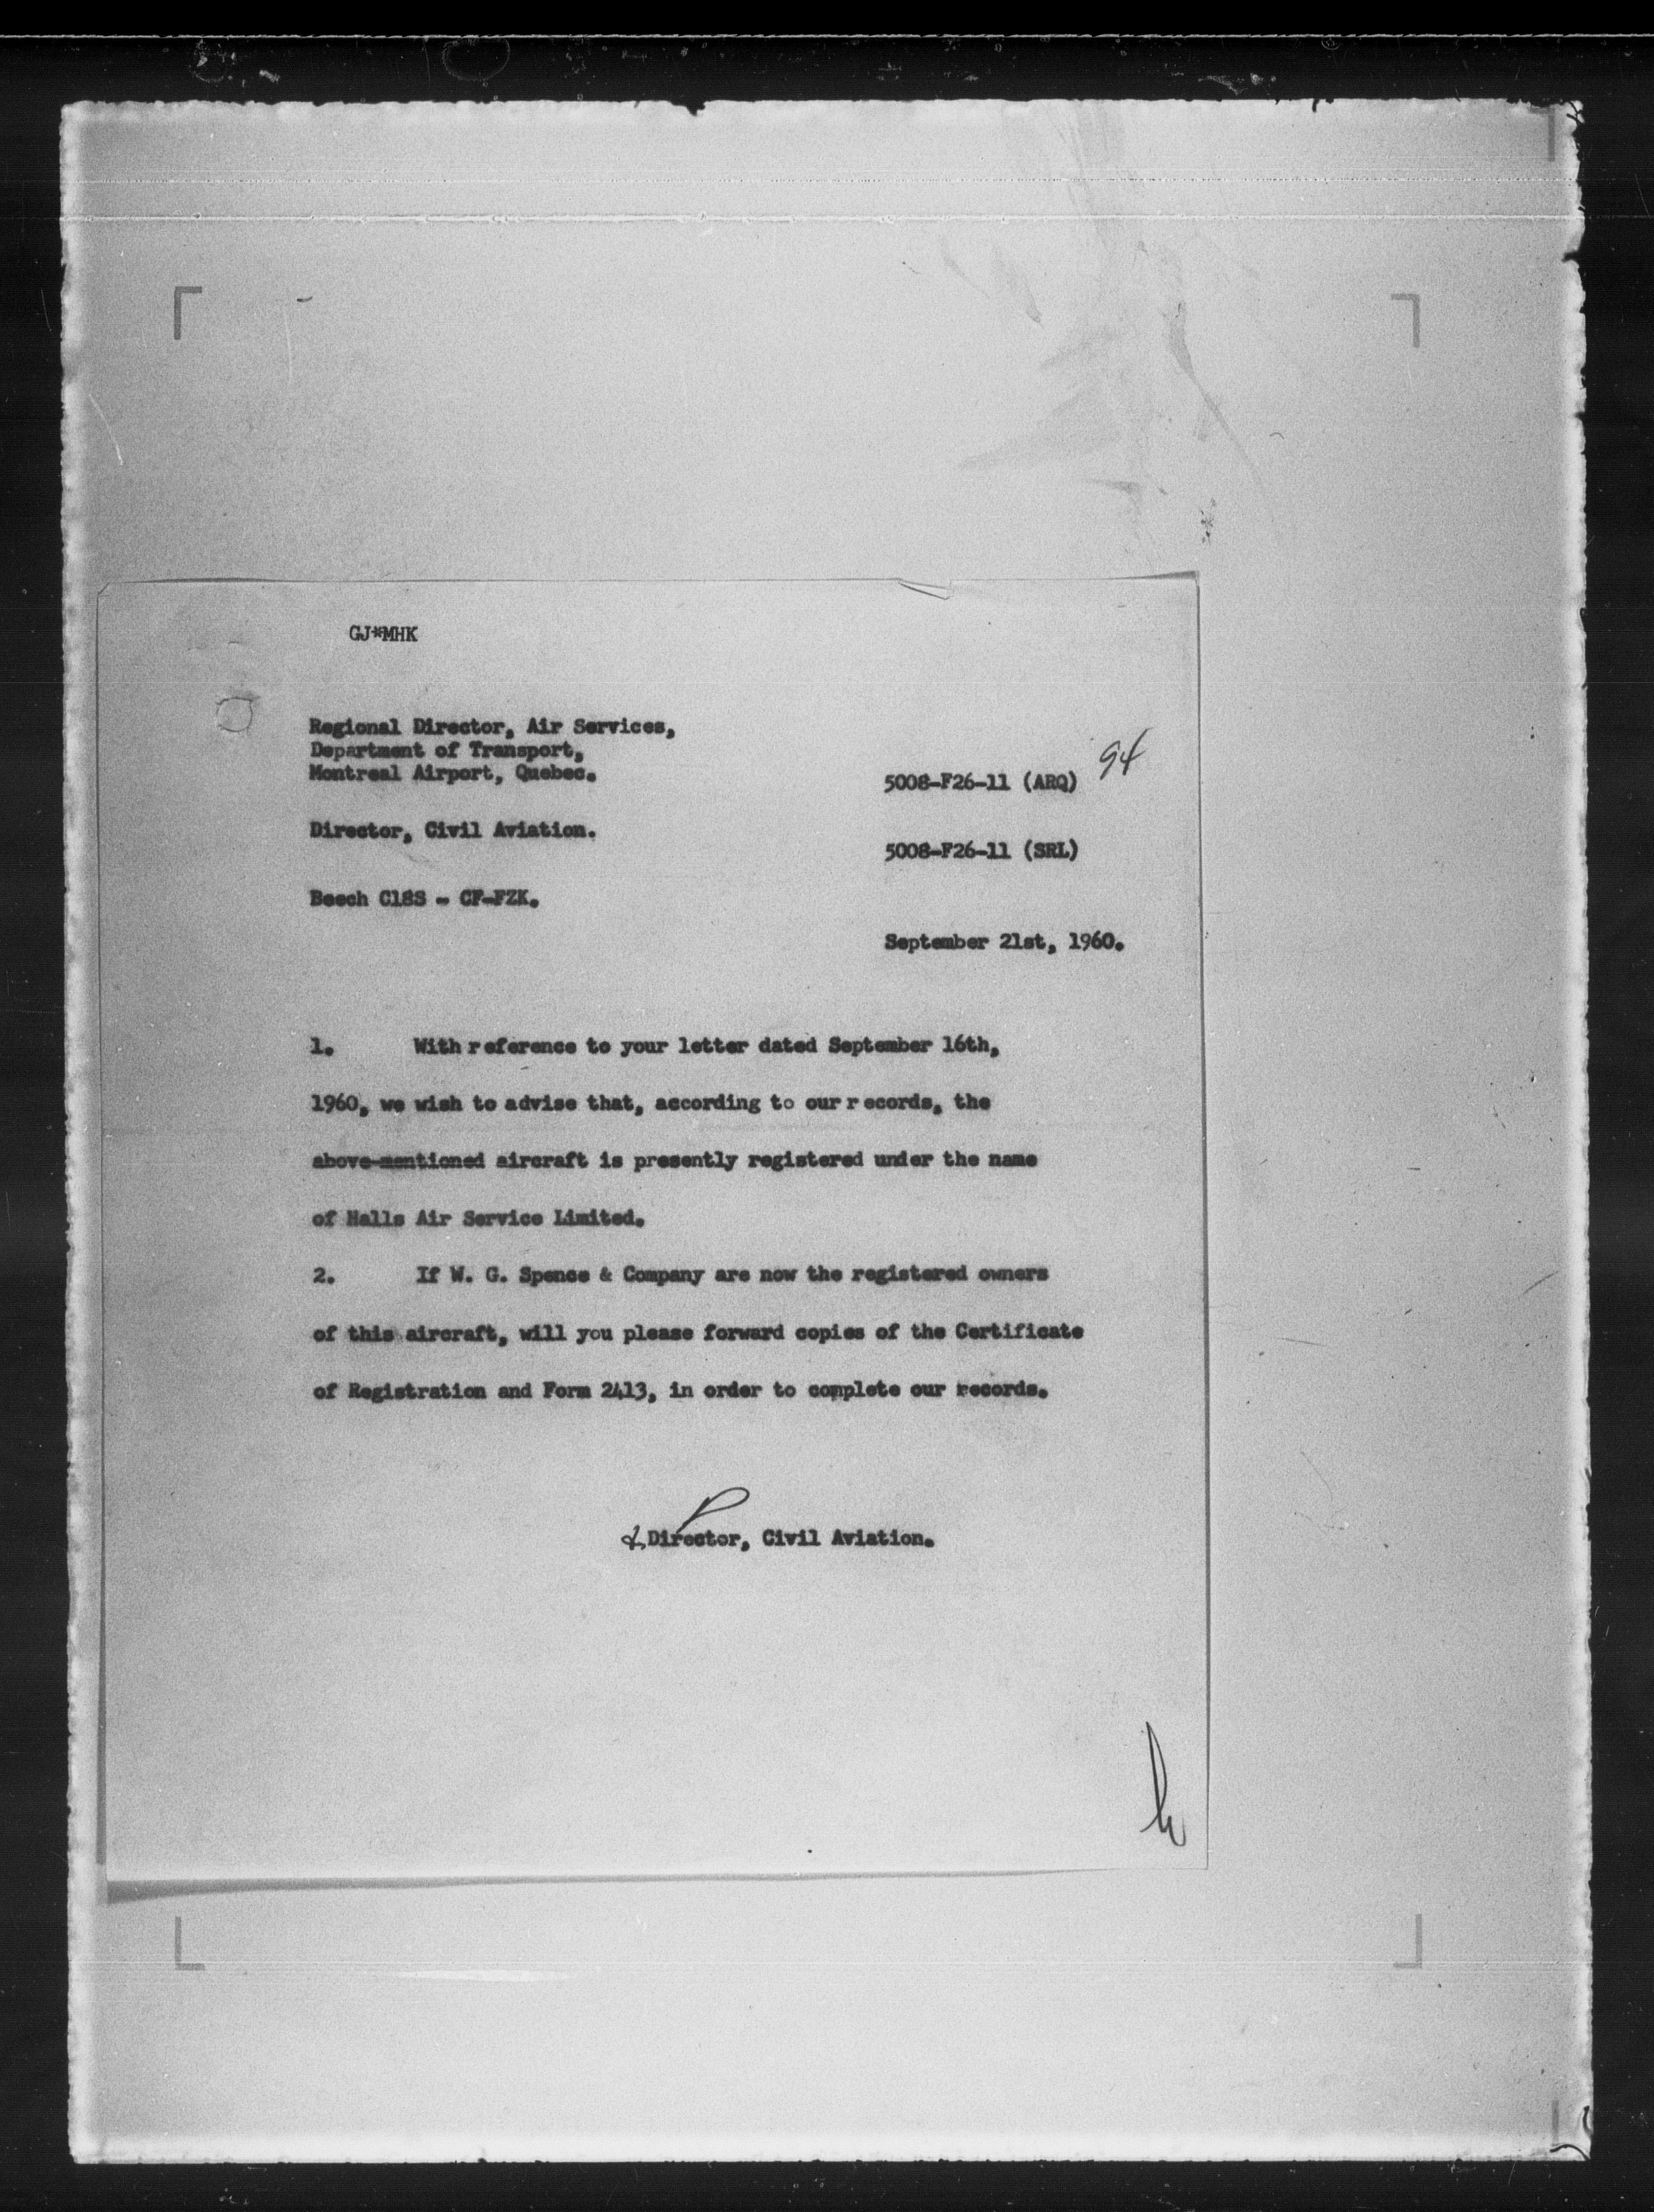 GJ*MHK
Regional Director, Air Services,
Department of Transport,
Montreal Airport, Quebec.
94
5008-F26-11 (ARQ)
Director, Civil Aviation.
5008-F26-11 (SRL)
Beech C18S - CF-FZK.
September 21st, 1960.
1. With reference to your letter dated September 16th,
1960, we wish to advise that, according to our records, the
above-mentioned aircraft is presently registered under the name
of Halls Air Service Limited.
2. If W. G. Spence & Company are now the registered owners
of this aircraft, will you please forward copies of the Certificate
of Registration and Form 2413, in order to complete our records.
Director, Civil Aviation.